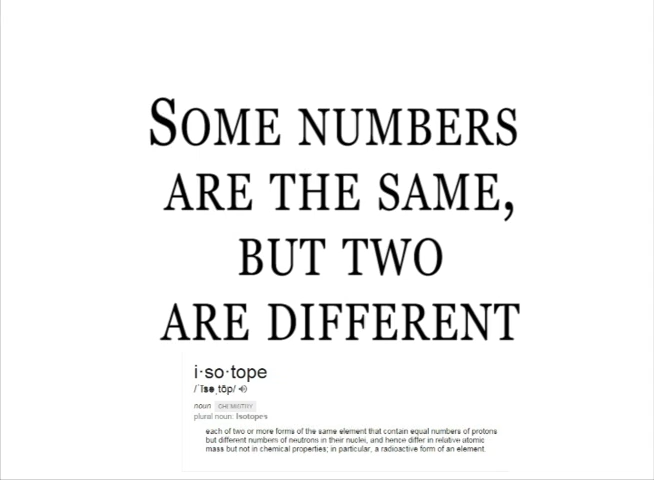 SOME NUMBERS
ARE THE SAME,
BUT TWO
ARE DIFFERENT
i·so·tope
/ˈīsəˌtōp/
noun CHEMISTRY
plural noun: isotopes
each of two or more forms of the same element that contain equal numbers of protons
but different numbers of neutrons in their nuclei, and hence differ in relative atomic
mass but not in chemical properties; in particular, a radioactive form of an element.